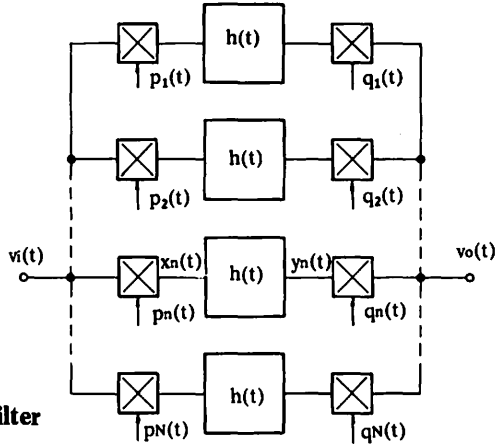 h(t)
p₁(t)
q₁(t)
h(t)
p₂(t)
q₂(t)
vi(t)
xn(t)
h(t)
yn(t)
vo(t)
pn(t)
qn(t)
h(t)
ilter
pN(t)
qN(t)